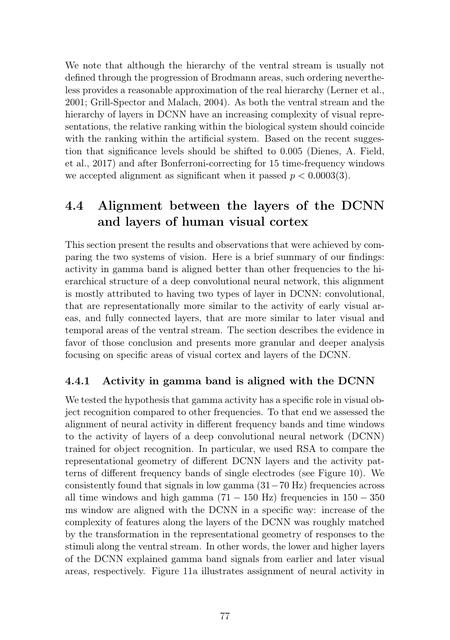 We note that although the hierarchy of the ventral stream is usually not
defined through the progression of Brodmann areas, such ordering neverthe-
less provides a reasonable approximation of the real hierarchy (Lerner et al.,
2001; Grill-Spector and Malach, 2004). As both the ventral stream and the
hierarchy of layers in DCNN have an increasing complexity of visual repre-
sentations, the relative ranking within the biological system should coincide
with the ranking within the artificial system. Based on the recent sugges-
tion that significance levels should be shifted to 0.005 (Dienes, A. Field,
et al., 2017) and after Bonferroni-correcting for 15 time-frequency windows
we accepted alignment as significant when it passed p < 0.0003(3).
4.4 Alignment between the layers of the DCNN
and layers of human visual cortex
This section present the results and observations that were achieved by com-
paring the two systems of vision. Here is a brief summary of our findings:
activity in gamma band is aligned better than other frequencies to the hi-
erarchical structure of a deep convolutional neural network, this alignment
is mostly attributed to having two types of layer in DCNN: convolutional,
that are representationally more similar to the activity of early visual ar-
eas, and fully connected layers, that are more similar to later visual and
temporal areas of the ventral stream. The section describes the evidence in
favor of those conclusion and presents more granular and deeper analysis
focusing on specific areas of visual cortex and layers of the DCNN.
4.4.1 Activity in gamma band is aligned with the DCNN
We tested the hypothesis that gamma activity has a specific role in visual ob-
ject recognition compared to other frequencies. To that end we assessed the
alignment of neural activity in different frequency bands and time windows
to the activity of layers of a deep convolutional neural network (DCNN)
trained for object recognition. In particular, we used RSA to compare the
representational geometry of different DCNN layers and the activity pat-
terns of different frequency bands of single electrodes (see Figure 10). We
consistently found that signals in low gamma (31−70 Hz) frequencies across
all time windows and high gamma (71 − 150 Hz) frequencies in 150 − 350
ms window are aligned with the DCNN in a specific way: increase of the
complexity of features along the layers of the DCNN was roughly matched
by the transformation in the representational geometry of responses to the
stimuli along the ventral stream. In other words, the lower and higher layers
of the DCNN explained gamma band signals from earlier and later visual
areas, respectively. Figure 11a illustrates assignment of neural activity in
77